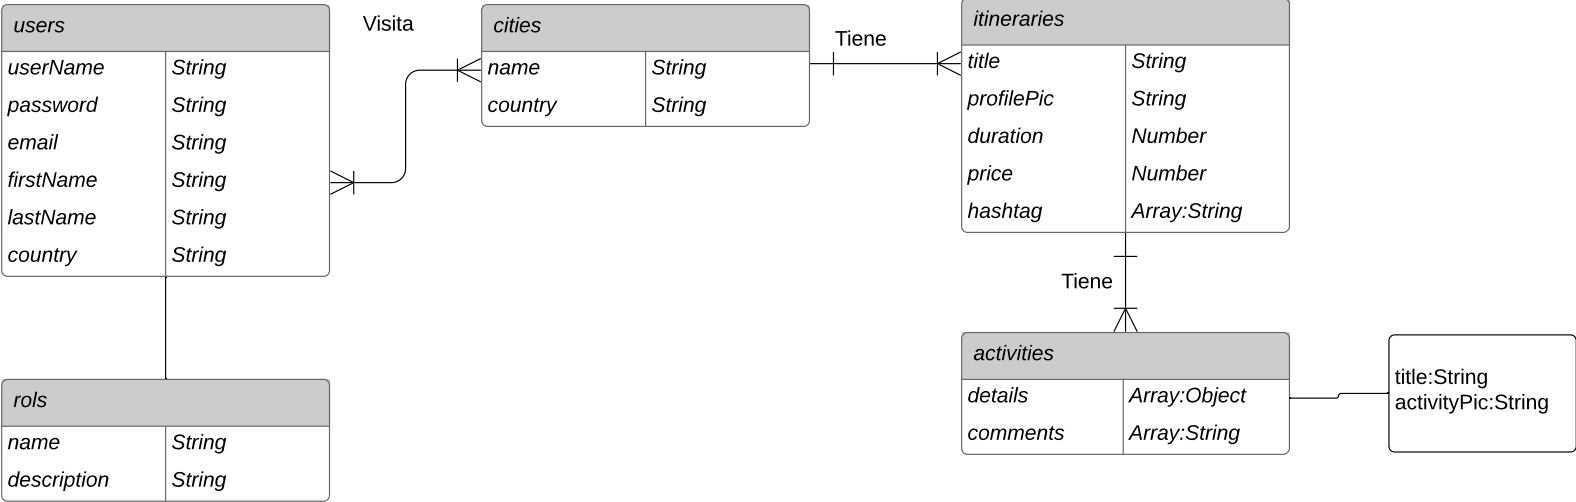 users
userName String
password String
email String
firstName String
lastName String
country String
Visita
cities
name String
country String
Tiene
itineraries
title String
profilePic String
duration Number
price Number
hashtag Array:String
Tiene
rols
name String
description String
activities
details Array:Object
comments Array:String
title:String
activityPic:String